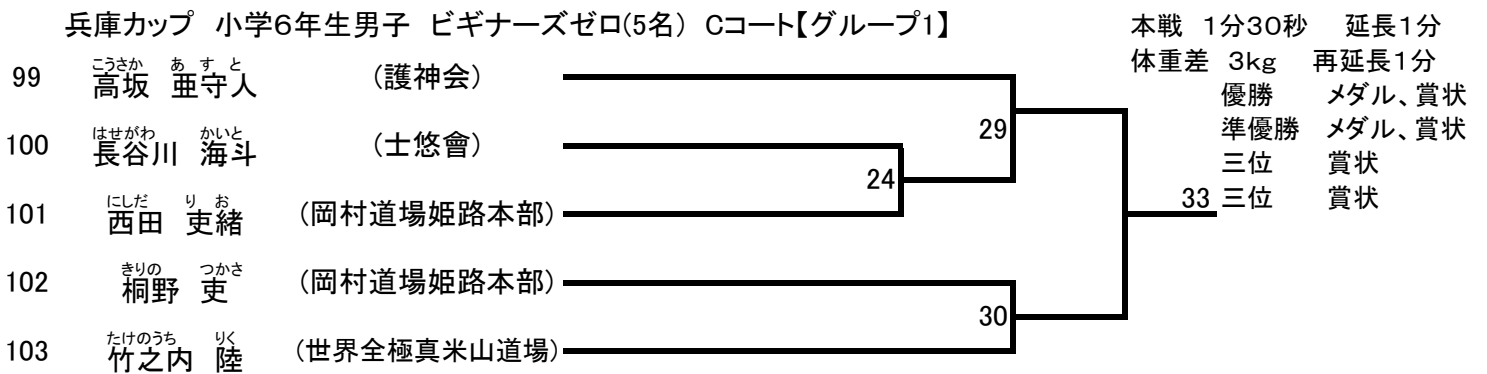 兵庫カップ　小学６年生男子　ビギナーズゼロ(5名)　Cコート【グループ1】
本戦　1分30秒　延長1分
体重差　3kg　再延長1分
優勝　メダル、賞状
準優勝　メダル、賞状
三位　賞状
33 三位　賞状
こうさか　あ す と
99 高坂　亜守人 （護神会）
29
はせがわ　かいと
100 長谷川　海斗 （士悠會）
24
にしだ　り お
101 西田　吏緒 （岡村道場姫路本部）
きりの　つかさ
102 桐野　吏 （岡村道場姫路本部）
30
たけのうち　りく
103 竹之内　陸 （世界全極真米山道場）